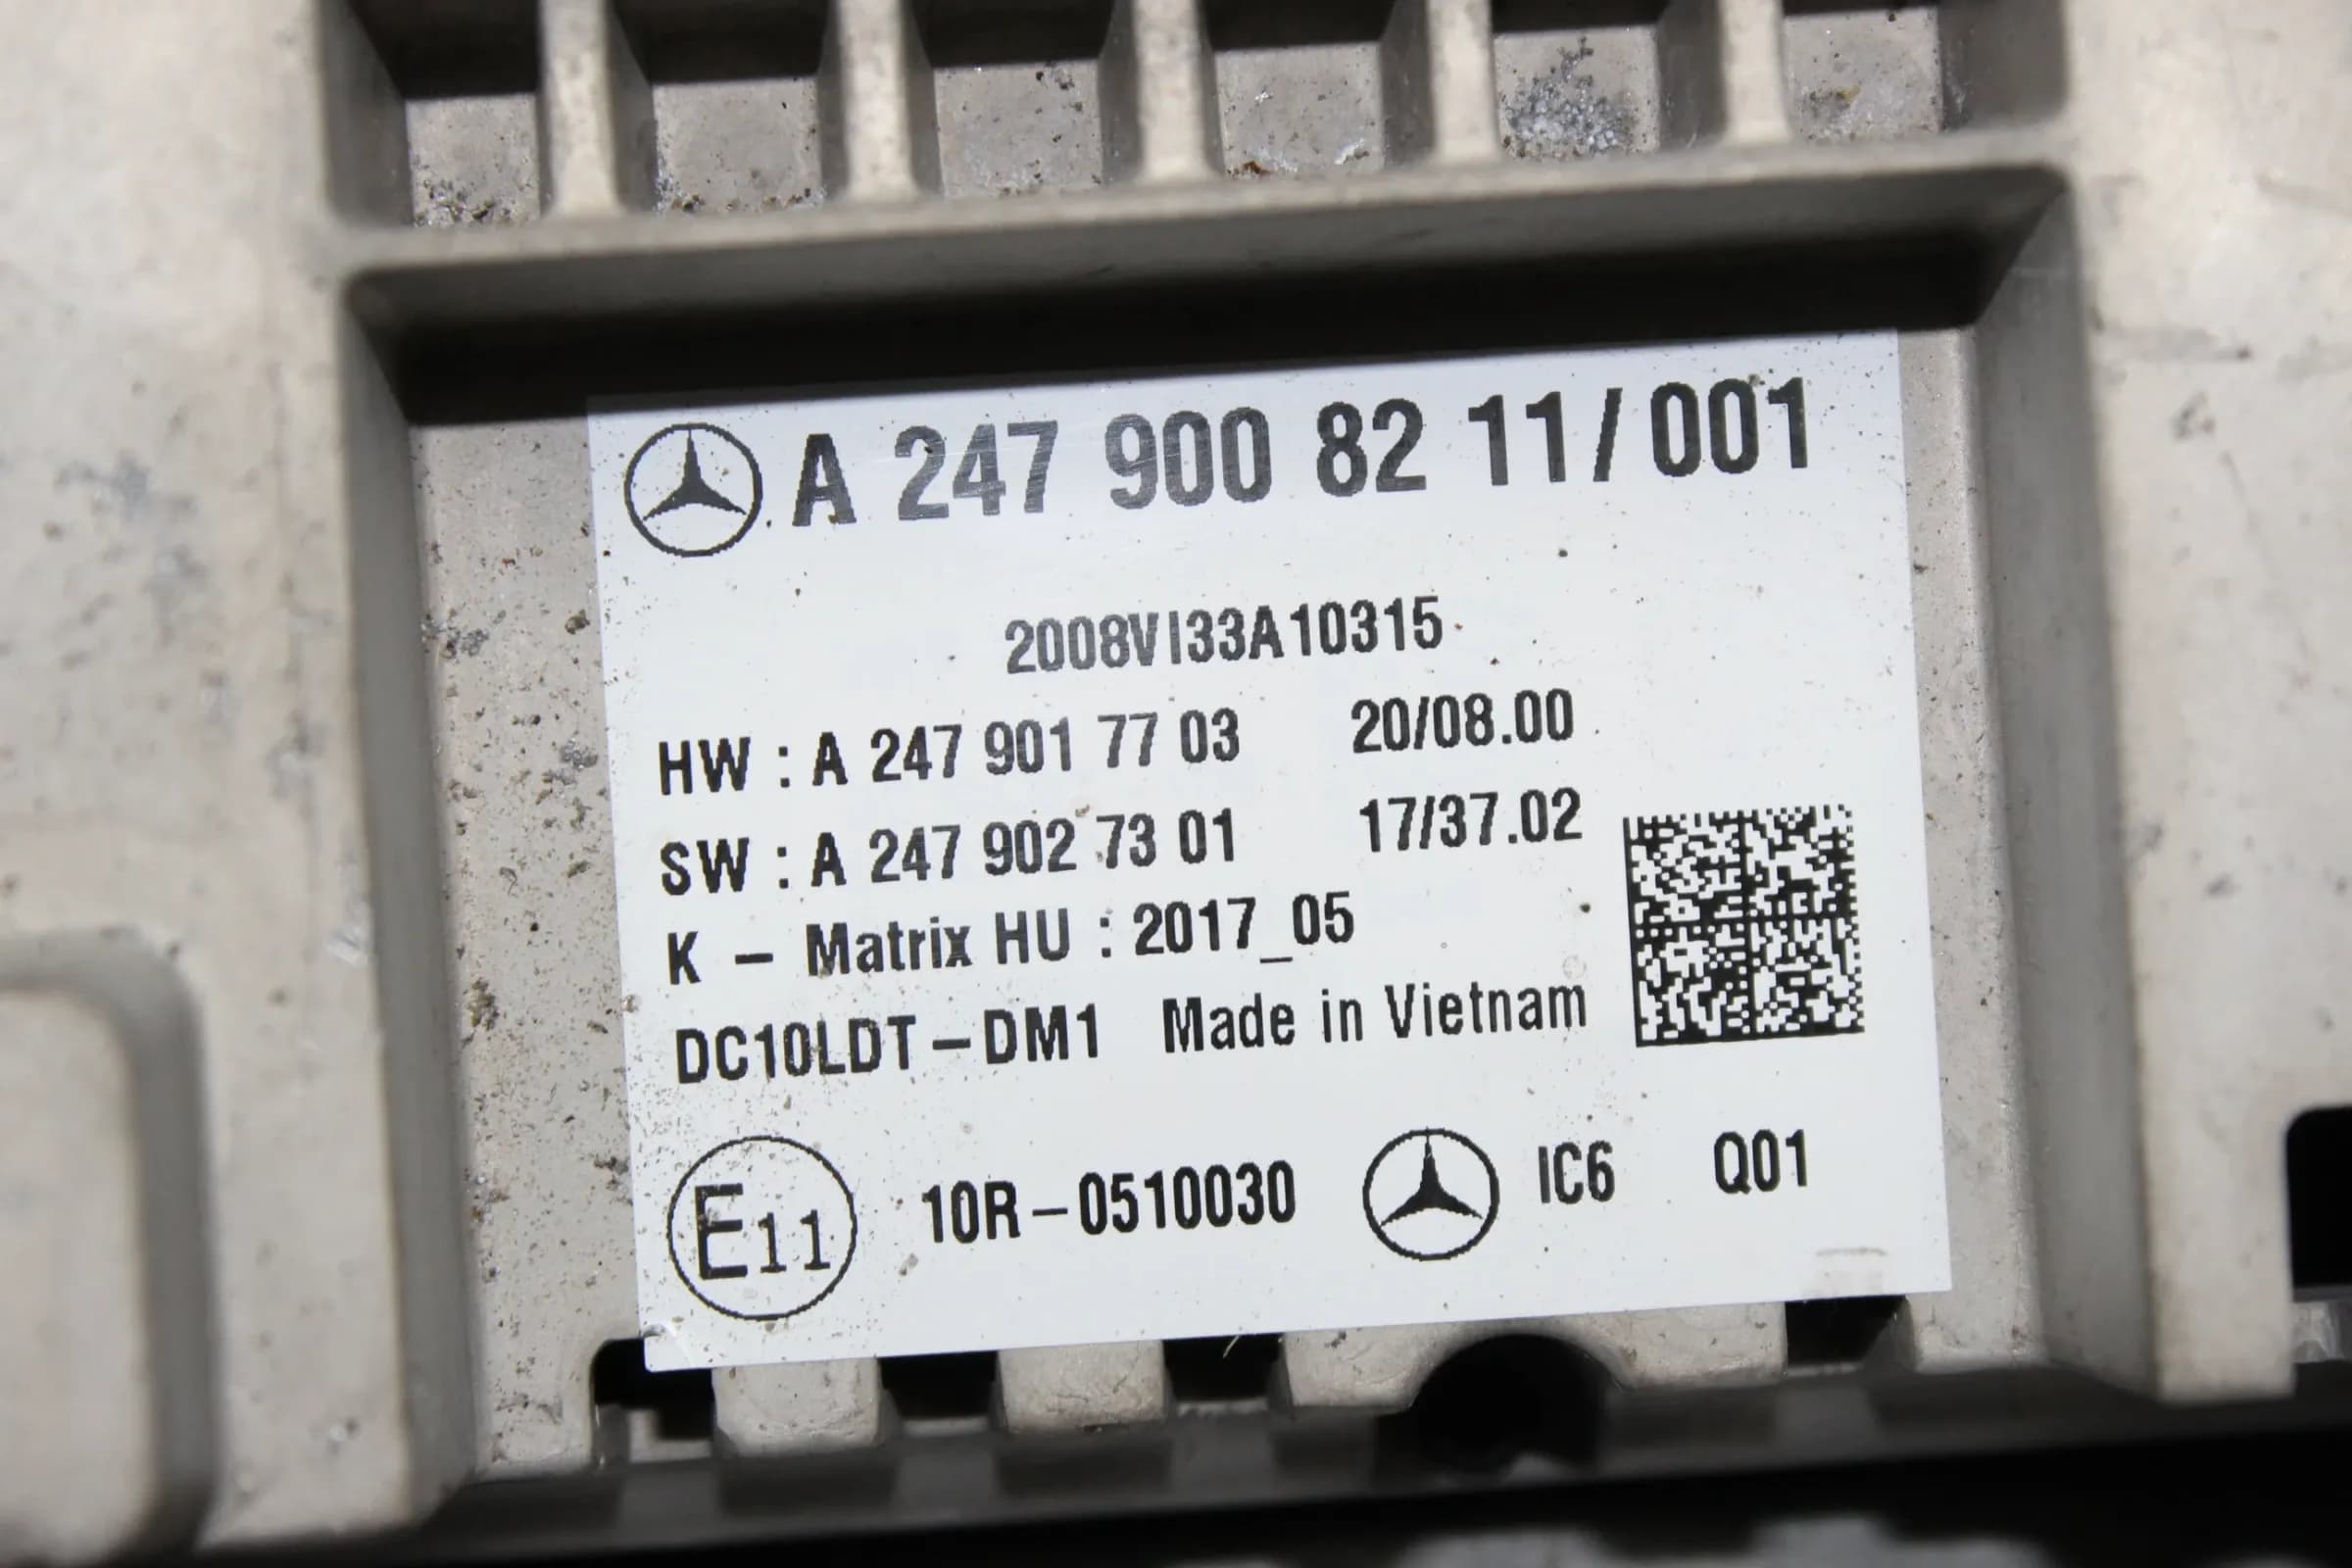 A 247 900 82 11/001
2008VI33A10315
HW : A 247 901 77 03 20/08.00
SW : A 247 902 73 01 17/37.02
K - Matrix HU : 2017_05
DC10LDT-DM1 Made in Vietnam
E11 10R-0510030 IC6 Q01